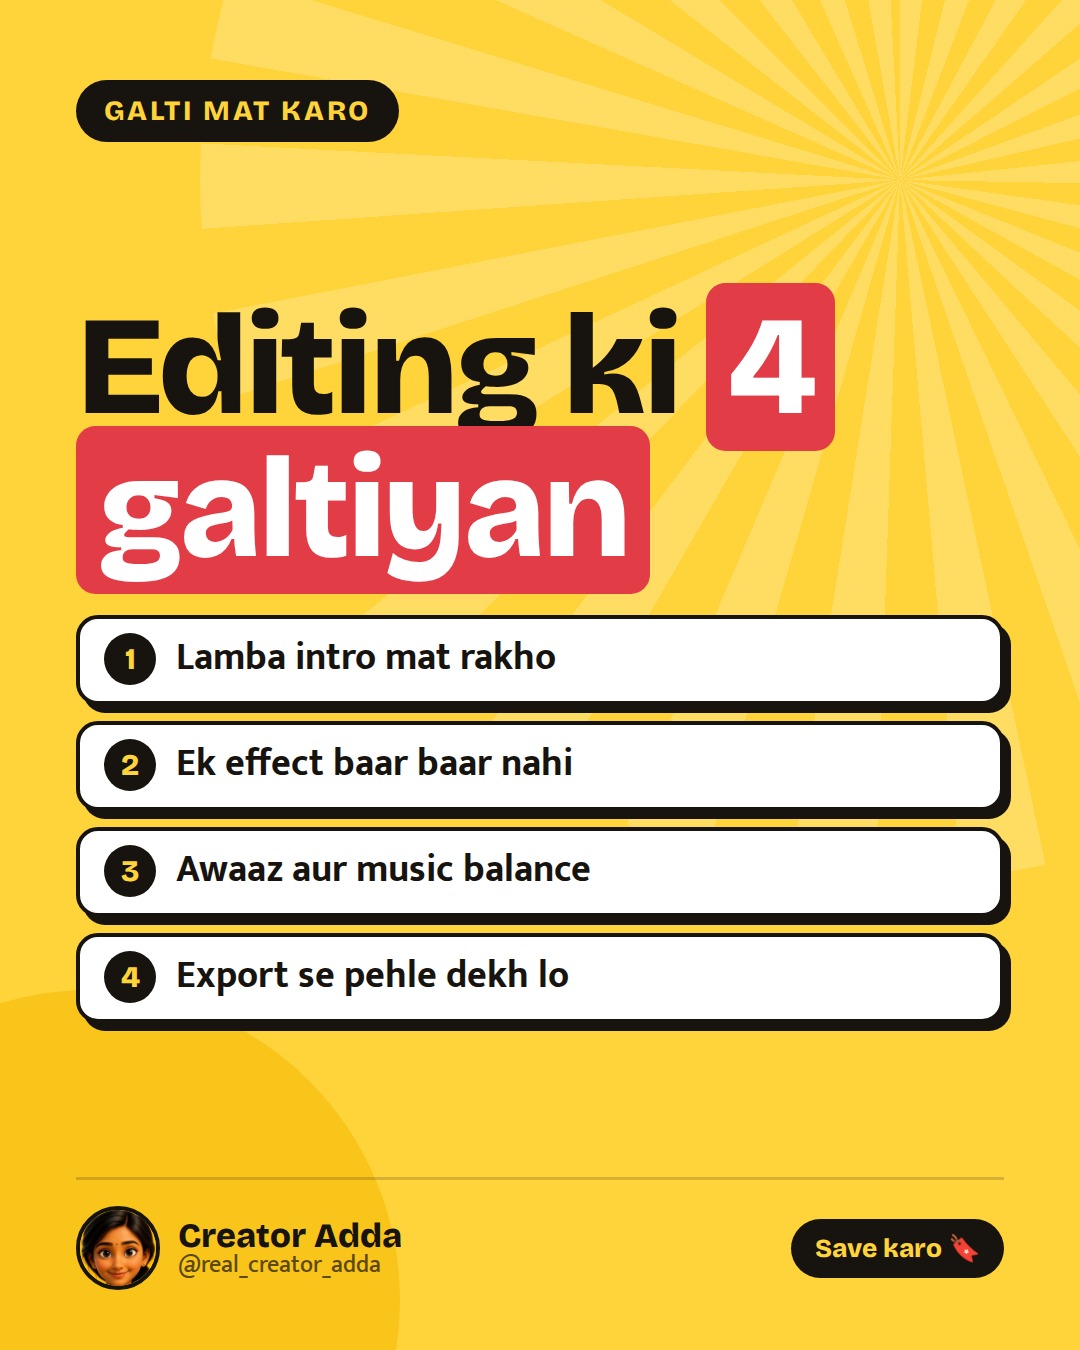 GALTI MAT KARO
Editing ki 4
galtiyan
1 Lamba intro mat rakho
2 Ek effect baar baar nahi
3 Awaaz aur music balance
4 Export se pehle dekh lo
Creator Adda
@real_creator_adda
Save karo 🔖